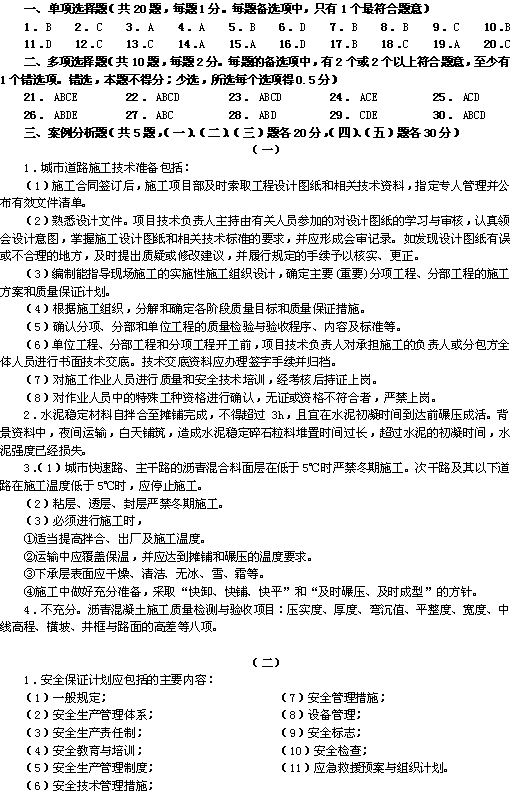 一、单项选择题(共20题,每题1分。每题备选项中,只有1个最符合题意)
1. B 2. C 3. A 4. A 5. B 6. D 7. B 8. B 9. C 10.B
11.D 12.C 13.C 14.A 15.A 16.D 17.B 18.C 19.A 20.C
二、多项选择题(共10题,每题2分。每题的备选项中,有2个或2个以上符合题意,至少有
1个错选项。错选,本题不得分;少选,所选每个选项得0.5分)
21. ABCE 22. ABCD 23. ABCD 24. ACE 25. ACD
26. ABDE 27. ABC 28. ABD 29. CDE 30. ABCD
三、案例分析题(共5题,(一)、(二)、(三)题各20分,(四)、(五)题各30分)
(一)
1.城市道路施工技术准备包括:
(1)施工合同签订后,施工项目部及时索取工程设计图纸和相关技术资料,指定专人管理并公
布有效文件清单。
(2)熟悉设计文件。项目技术负责人主持由有关人员参加的对设计图纸的学习与审核,认真领
会设计意图,掌握施工设计图纸和相关技术标准的要求,并应形成会审记录。如发现设计图纸有误
或不合理的地方,及时提出质疑或修改建议,并履行规定的手续予以核实、更正。
(3)编制能指导现场施工的实施性施工组织设计,确定主要(重要)分项工程、分部工程的施工
方案和质量保证计划。
(4)根据施工组织,分解和确定各阶段质量目标和质量保证措施。
(5)确认分项、分部和单位工程的质量检验与验收程序、内容及标准等。
(6)单位工程、分部工程和分项工程开工前,项目技术负责人对承担施工的负责人或分包方全
体人员进行书面技术交底。技术交底资料应办理签字手续并归档。
(7)对施工作业人员进行质量和安全技术培训,经考核后持证上岗。
(8)对作业人员中的特殊工种资格进行确认,无证或资格不符合者,严禁上岗。
2.水泥稳定材料自拌合至摊铺完成,不得超过3h,且宜在水泥初凝时间到达前碾压成活。背
景资料中,夜间运输,白天铺筑,造成水泥稳定碎石粒料堆置时间过长,超过水泥的初凝时间,水
泥强度已经损失。
3.(1)城市快速路、主干路的沥青混合料面层在低于5℃时严禁冬期施工。次干路及其以下道
路在施工温度低于5℃时,应停止施工。
(2)粘层、透层、封层严禁冬期施工。
(3)必须进行施工时,
①适当提高拌合、出厂及施工温度。
②运输中应覆盖保温,并应达到摊铺和碾压的温度要求。
③下承层表面应干燥、清洁、无冰、雪、霜等。
④施工中做好充分准备,采取“快卸、快铺、快平”和“及时碾压、及时成型”的方针。
4.不充分。沥青混凝土施工质量检测与验收项目:压实度、厚度、弯沉值、平整度、宽度、中
线高程、横坡、井框与路面的高差等八项。
(二)
1.安全保证计划应包括的主要内容:
(1)一般规定; (7)安全管理措施;
(2)安全生产管理体系; (8)设备管理;
(3)安全生产责任制; (9)安全标志;
(4)安全教育与培训; (10)安全检查;
(5)安全生产管理制度; (11)应急救援预案与组织计划。
(6)安全技术管理措施;